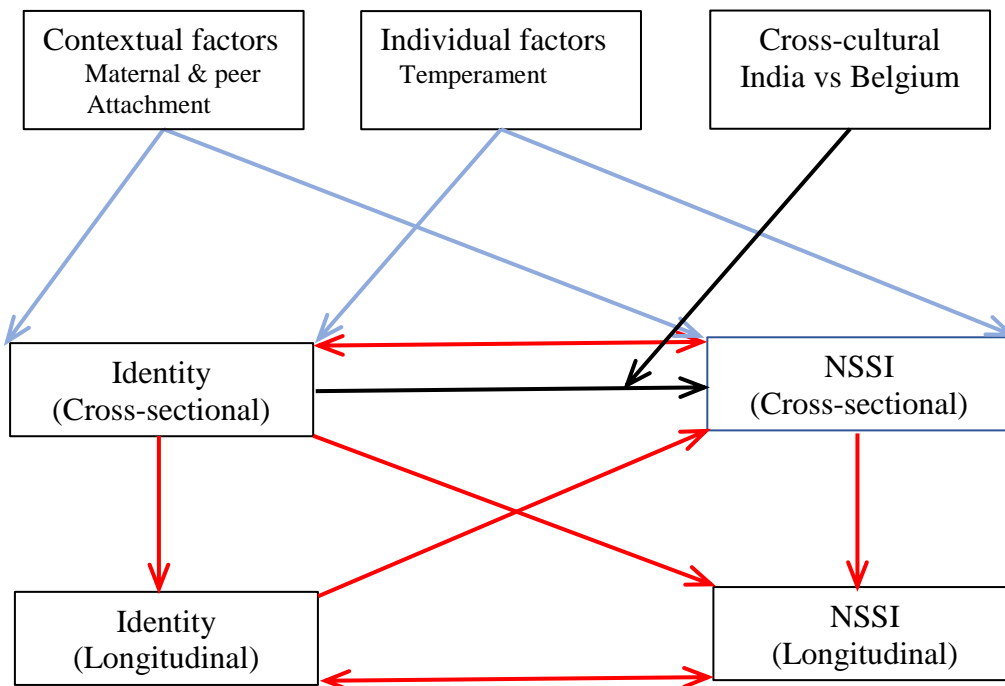 Contextual factors
Maternal & peer
Attachment
Individual factors
Temperament
Cross-cultural
India vs Belgium
Identity
(Cross-sectional)
NSSI
(Cross-sectional)
Identity
(Longitudinal)
NSSI
(Longitudinal)